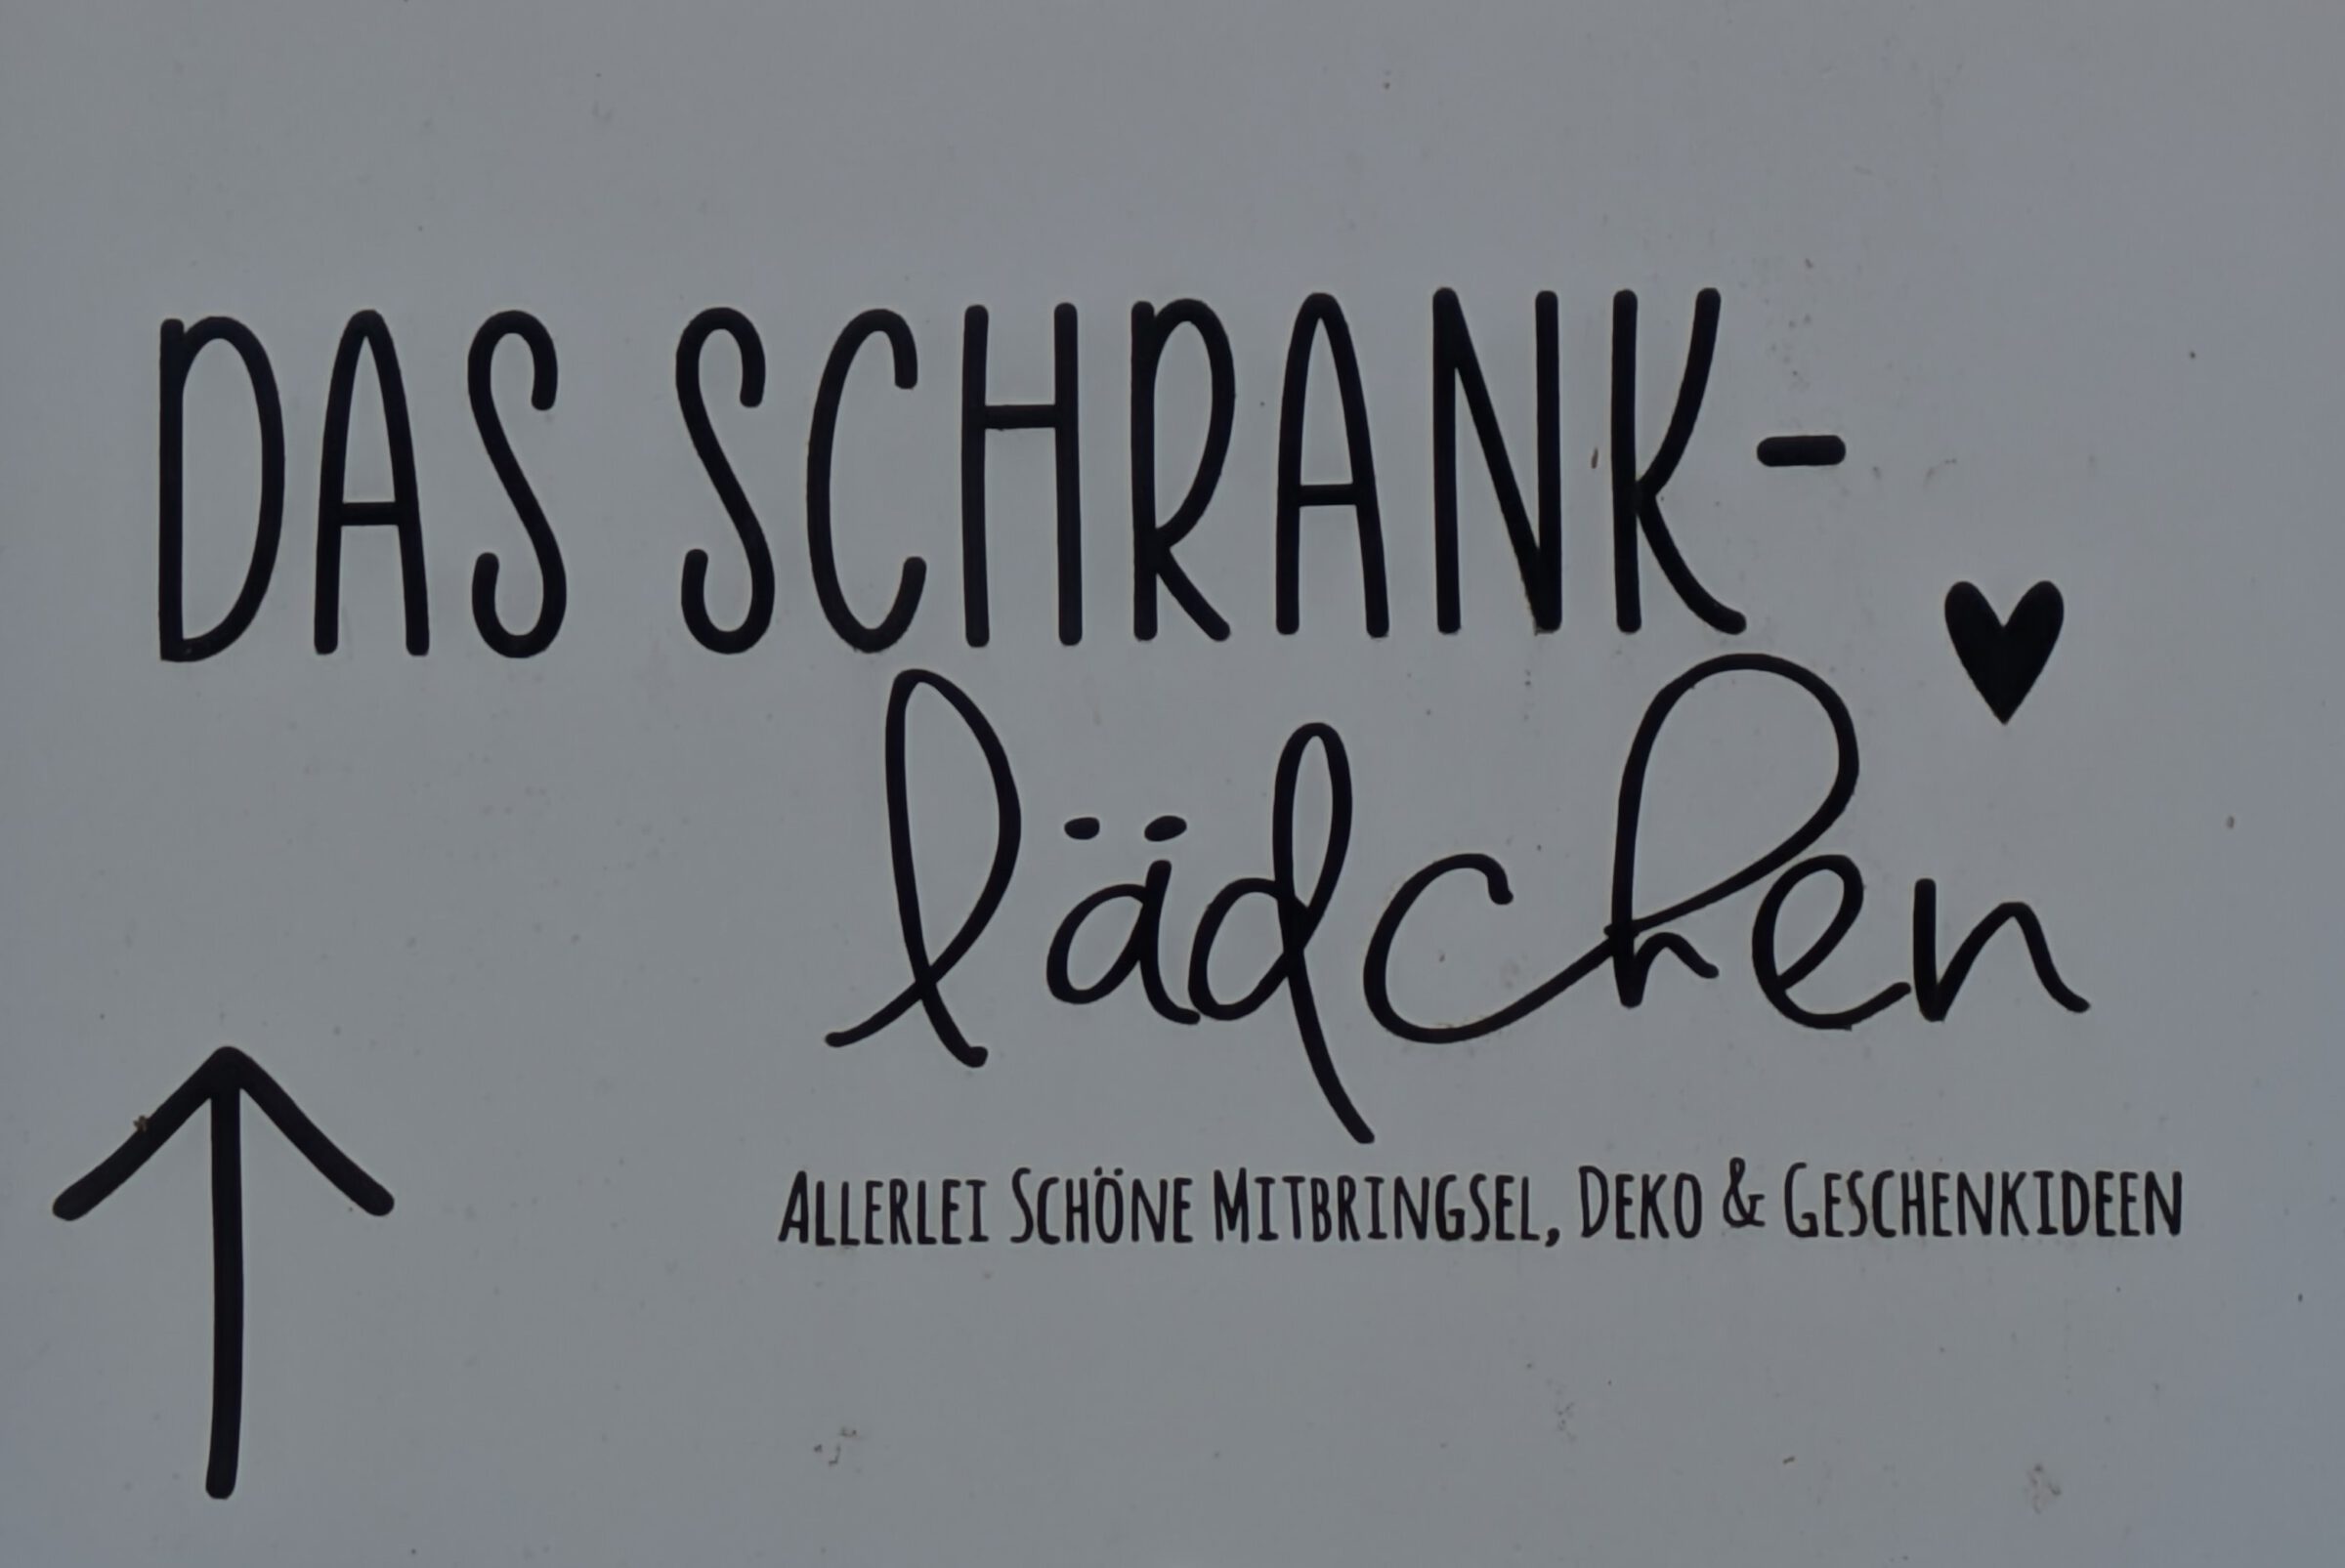 DAS SCHRANK-
lädchen
ALLERLEI SCHÖNE MITBRINGSEL, DEKO & GESCHENKIDEEN